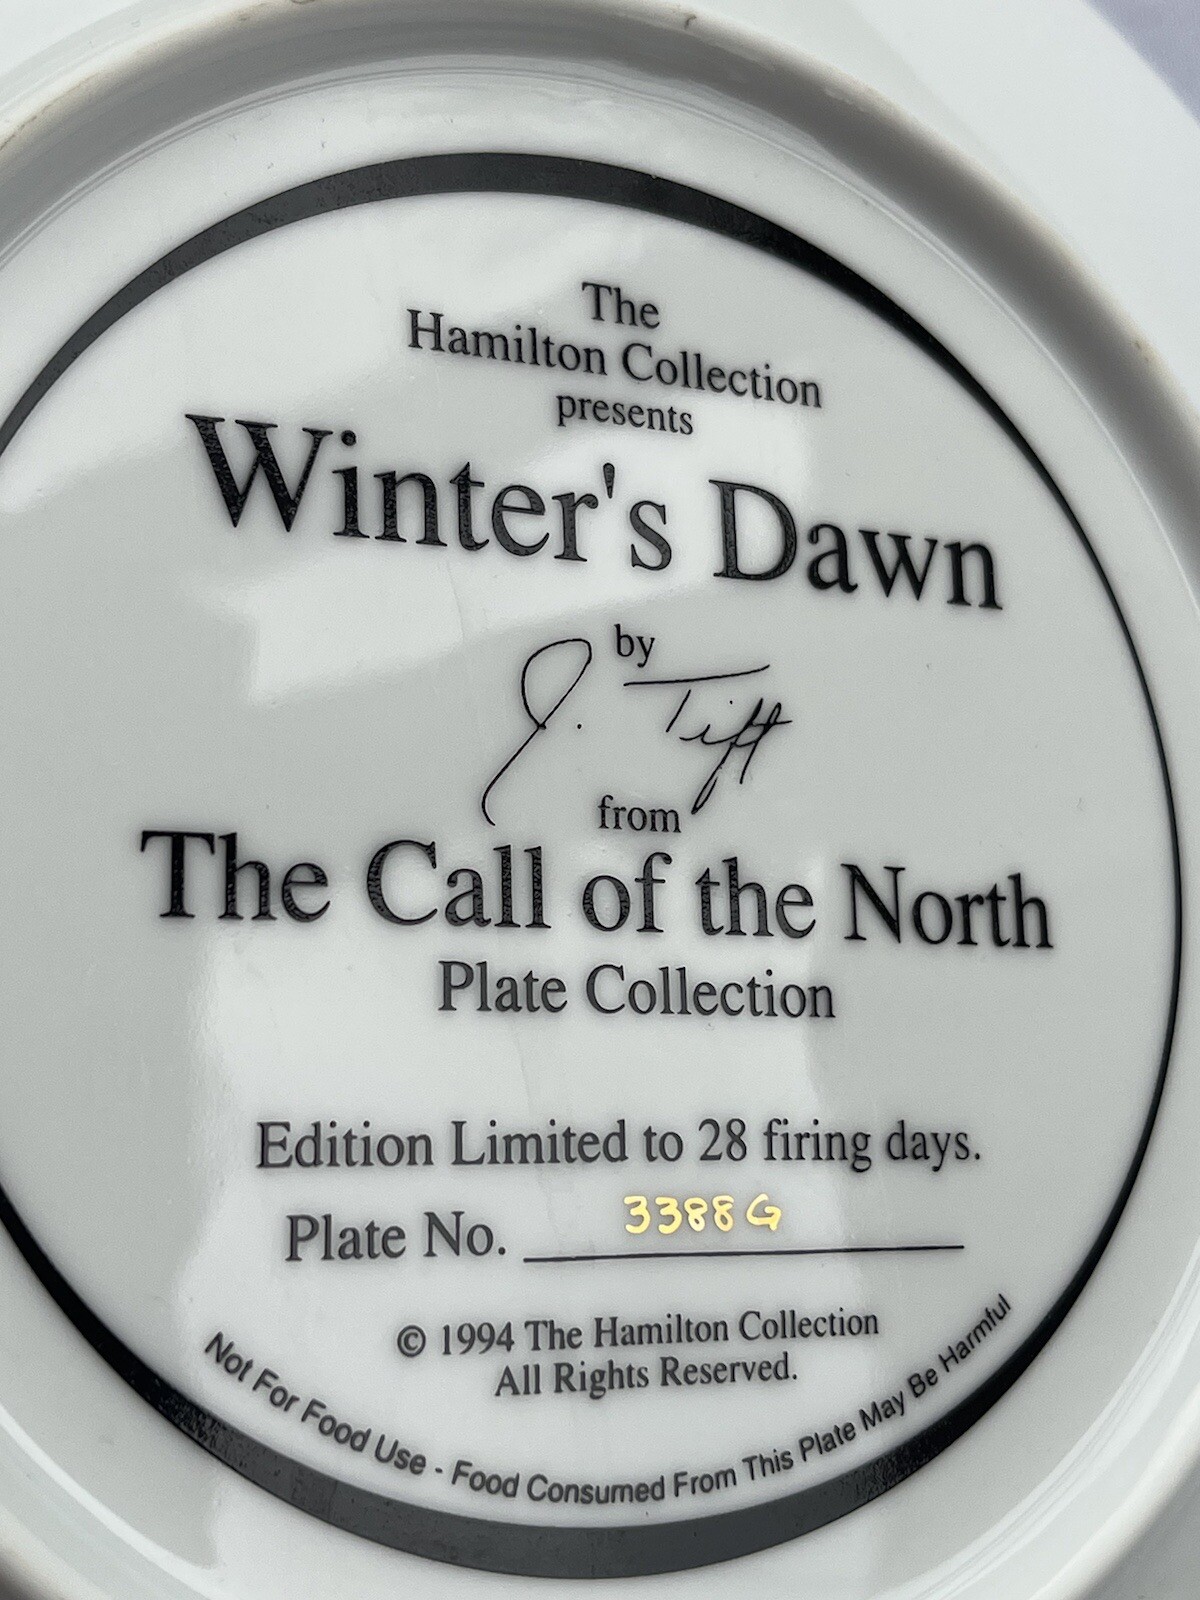 The
Hamilton Collection
presents
Winter's Dawn
by
J. Tift
from
The Call of the North
Plate Collection
Edition Limited to 28 firing days.
Plate No. 3388G
© 1994 The Hamilton Collection
All Rights Reserved.
Not For Food Use - Food Consumed From This Plate May Be Harmful